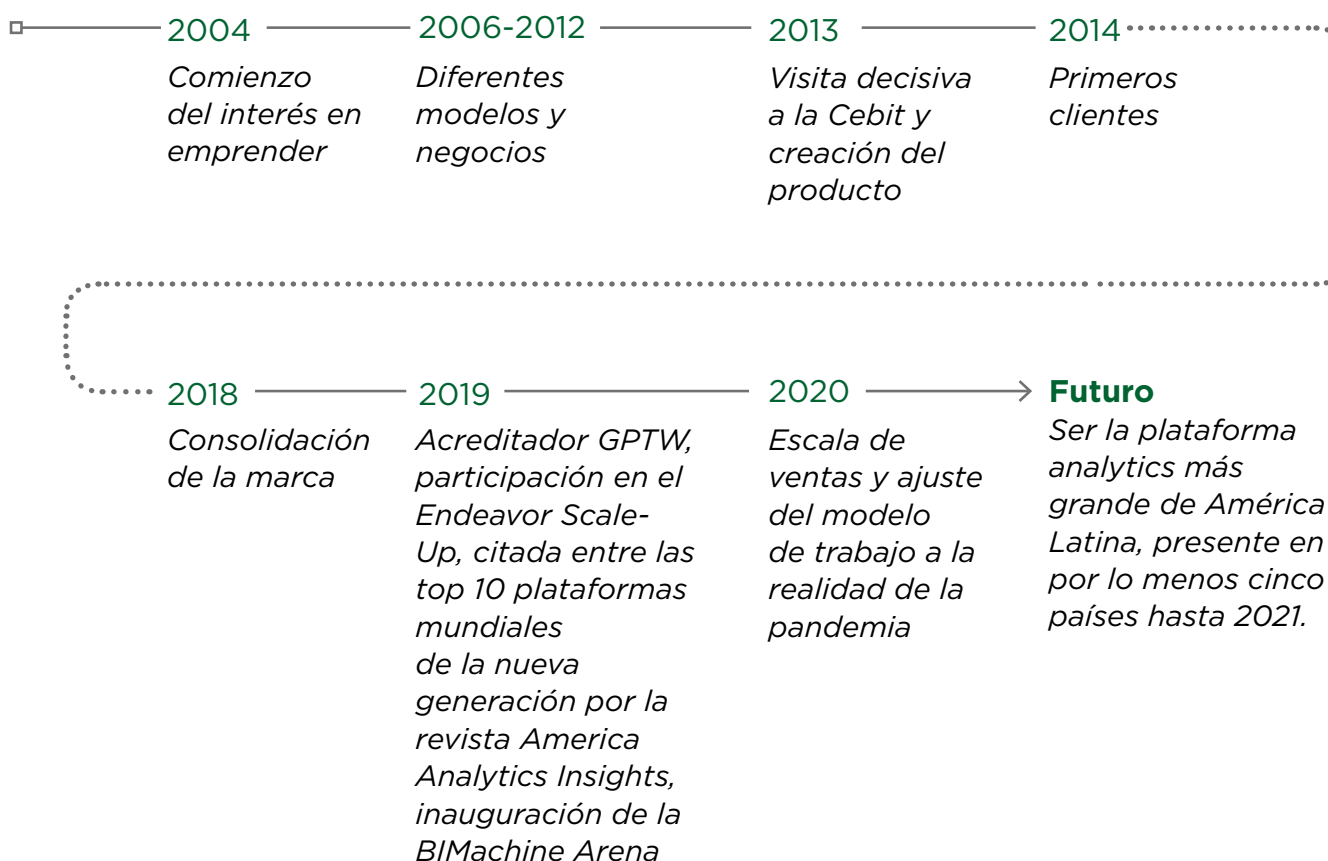 2004
Comienzo
del interés en
emprender
2006-2012
Diferentes
modelos y
negocios
2013
Visita decisiva
a la Cebit y
creación del
producto
2014
Primeros
clientes
2018
Consolidación
de la marca
2019
Acreditador GPTW,
participación en el
Endeavor Scale-
Up, citada entre las
top 10 plataformas
mundiales
de la nueva
generación por la
revista America
Analytics Insights,
inauguración de la
BIMachine Arena
2020
Escala de
ventas y ajuste
del modelo
de trabajo a la
realidad de la
pandemia
Futuro
Ser la plataforma
analytics más
grande de América
Latina, presente en
por lo menos cinco
países hasta 2021.